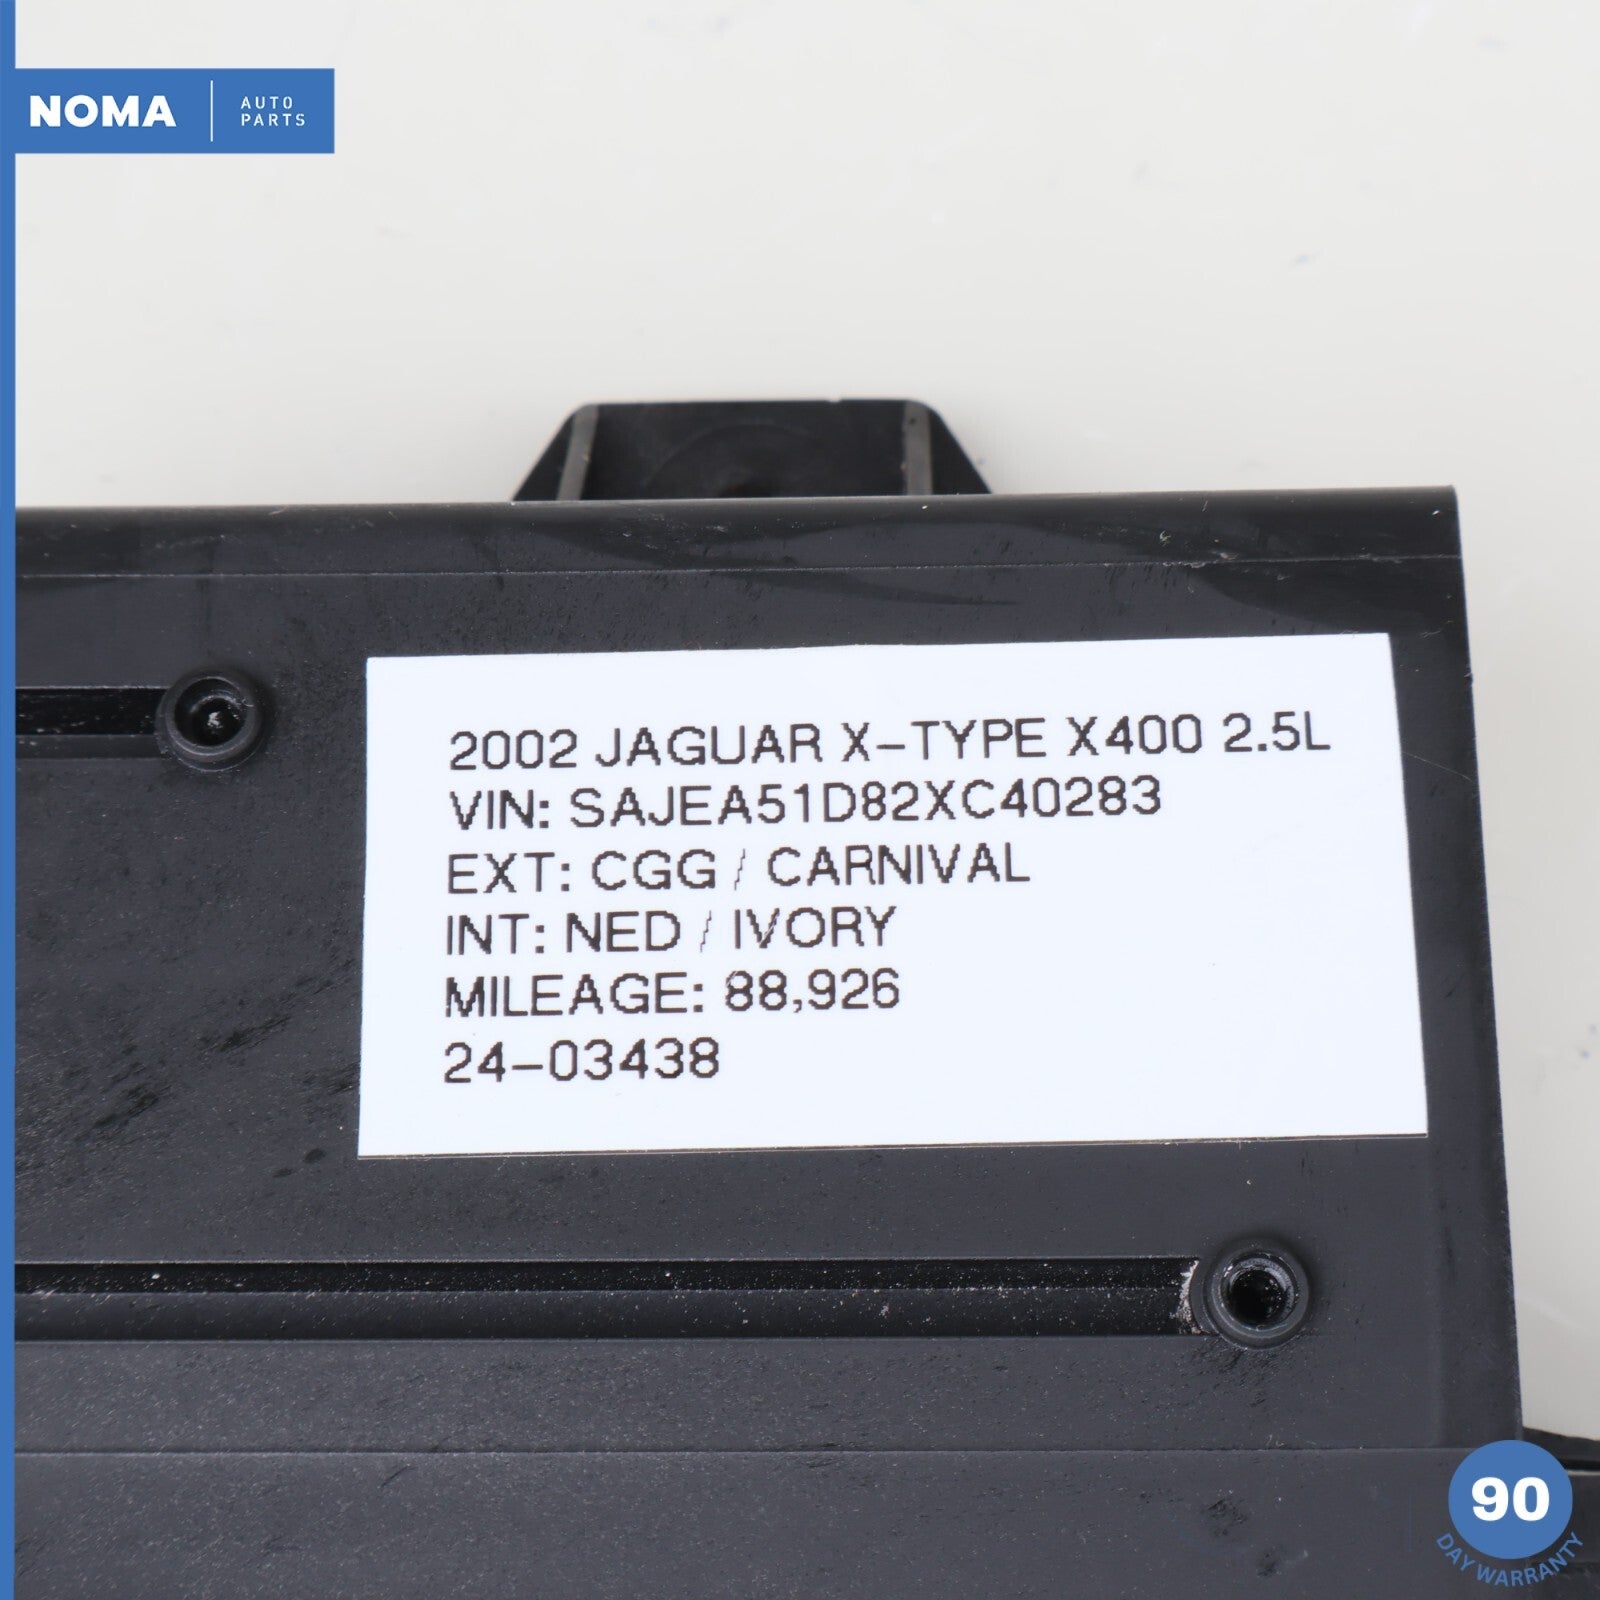 NOMA
AUTO
PARTS
2002 JAGUAR X-TYPE X400 2.5L
VIN: SAJEA51D82XC40283
EXT: CGG / CARNIVAL
INT: NED / IVORY
MILEAGE: 88,926
24-03438
90
DAY WARRANTY